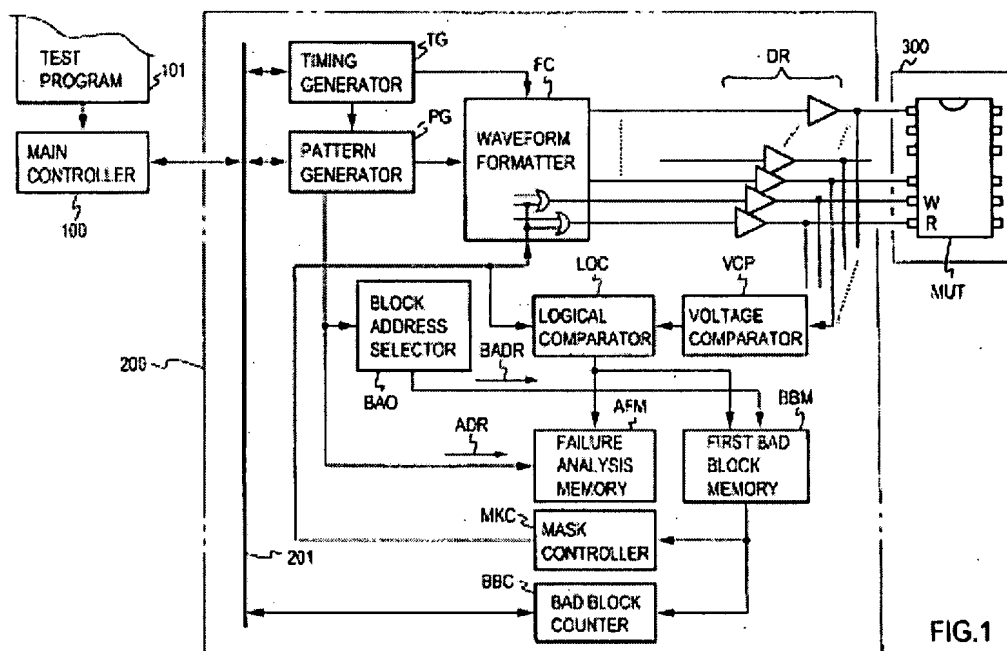 TEST
PROGRAM
101
MAIN
CONTROLLER
100
200
201
TIMING
GENERATOR
TG
PATTERN
GENERATOR
PG
WAVEFORM
FORMATTER
FC
DR
300
W
R
MUT
BLOCK
ADDRESS
SELECTOR
BAO
BADR
LOC
LOGICAL
COMPARATOR
VCP
VOLTAGE
COMPARATOR
ADR
AFM
FAILURE
ANALYSIS
MEMORY
BBM
FIRST BAD
BLOCK
MEMORY
MKC
MASK
CONTROLLER
BBC
BAD BLOCK
COUNTER
FIG.1